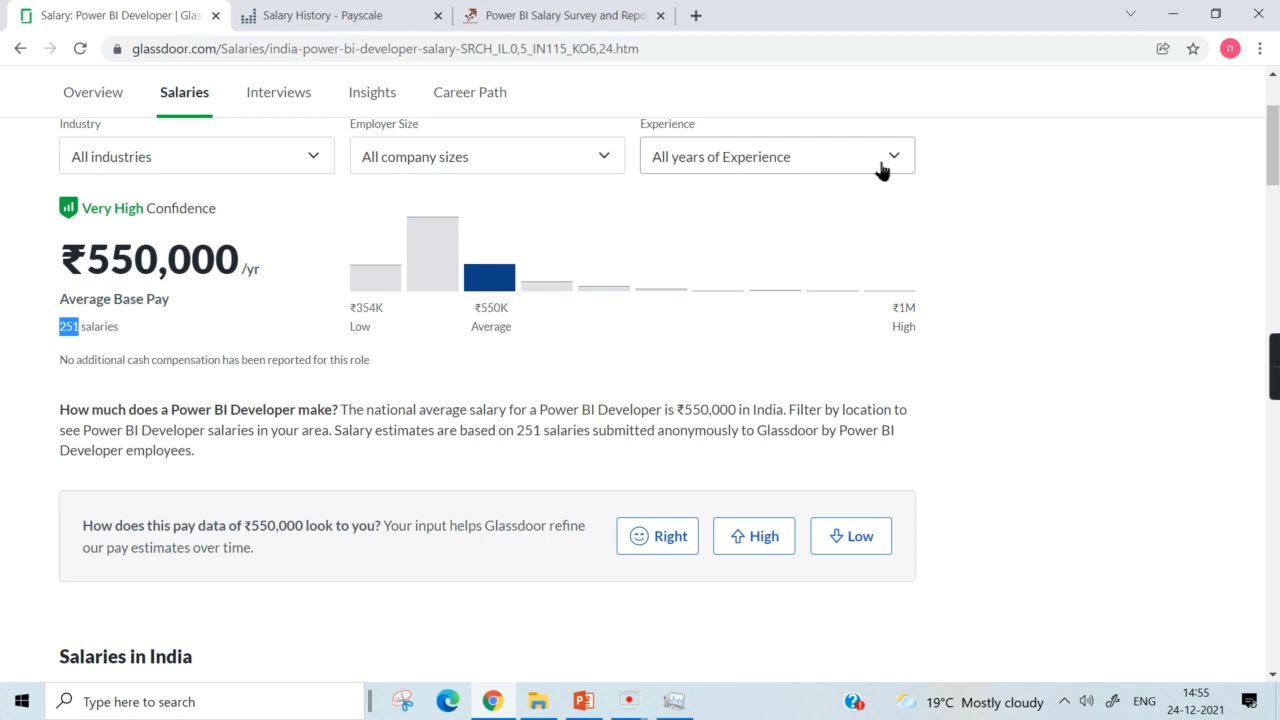 Salary: Power BI Developer | Glas
Salary History - Payscale
Power BI Salary Survey and Repo
glassdoor.com/Salaries/india-power-bi-developer-salary-SRCH_IL.0,5_IN115_KO6,24.htm
n
Overview
Salaries
Interviews
Insights
Career Path
Industry
Employer Size
Experience
All industries
All company sizes
All years of Experience
Very High Confidence
₹550,000 /yr
Average Base Pay
251 salaries
₹354K
Low
₹550K
Average
₹1M
High
No additional cash compensation has been reported for this role
How much does a Power BI Developer make? The national average salary for a Power BI Developer is ₹550,000 in India. Filter by location to
see Power BI Developer salaries in your area. Salary estimates are based on 251 salaries submitted anonymously to Glassdoor by Power BI
Developer employees.
How does this pay data of ₹550,000 look to you? Your input helps Glassdoor refine
our pay estimates over time.
Right
High
Low
Salaries in India
Type here to search
19°C Mostly cloudy
ENG
14:55
24-12-2021